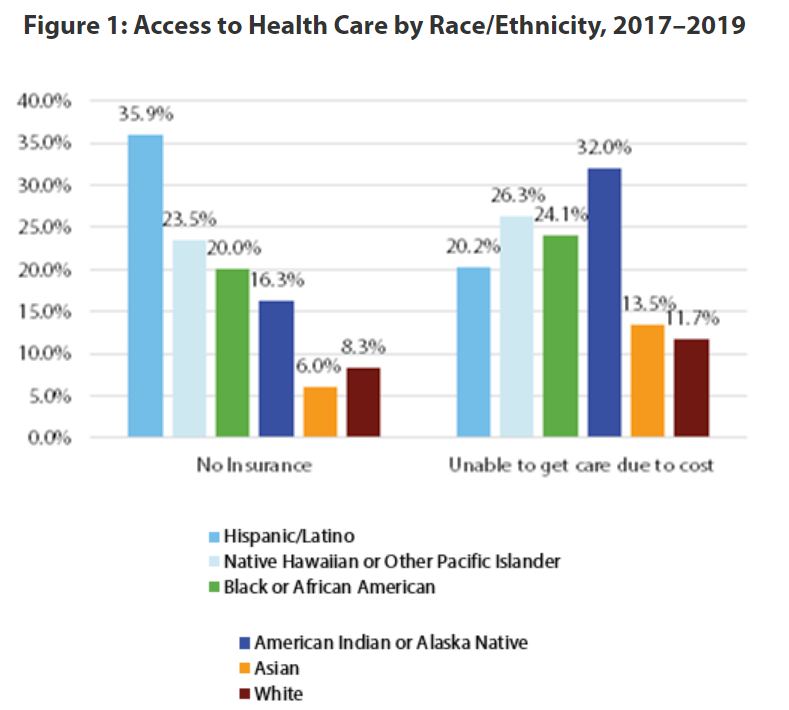 Figure 1: Access to Health Care by Race/Ethnicity, 2017–2019
40.0%
35.0%
30.0%
25.0%
20.0%
15.0%
10.0%
5.0%
0.0%
35.9%
23.5%
20.0%
16.3%
6.0%
8.3%
20.2%
26.3%
24.1%
32.0%
13.5%
11.7%
No Insurance
Unable to get care due to cost
Hispanic/Latino
Native Hawaiian or Other Pacific Islander
Black or African American
American Indian or Alaska Native
Asian
White